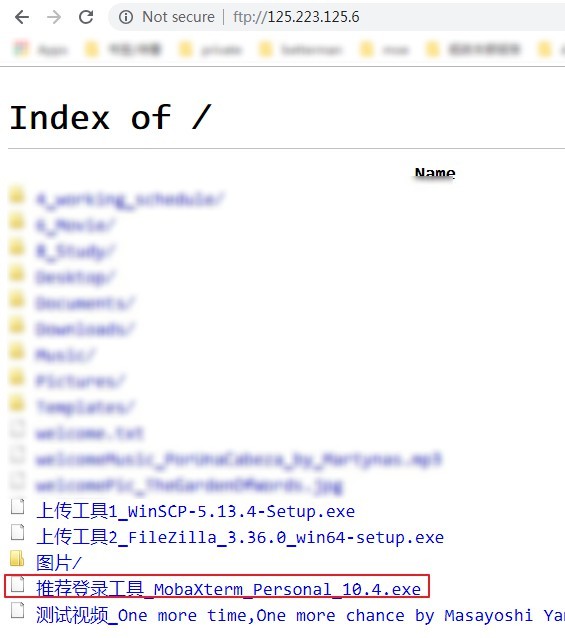 Not secure | ftp://125.223.125.6
Apps private betterman
Index of /
Name
4_working_schedule/
6_Movie/
8_Study/
Desktop/
Documents/
Downloads/
Music/
Pictures/
Templates/
welcome.txt
welcomeMusic_PorUnaCabeza_by_Martynas.mp3
welcomePic_TheGardenOfWords.jpg
上传工具1_WinSCP-5.13.4-Setup.exe
上传工具2_FileZilla_3.36.0_win64-setup.exe
图片/
推荐登录工具_MobaXterm_Personal_10.4.exe
测试视频_One more time,One more chance by Masayoshi Yam